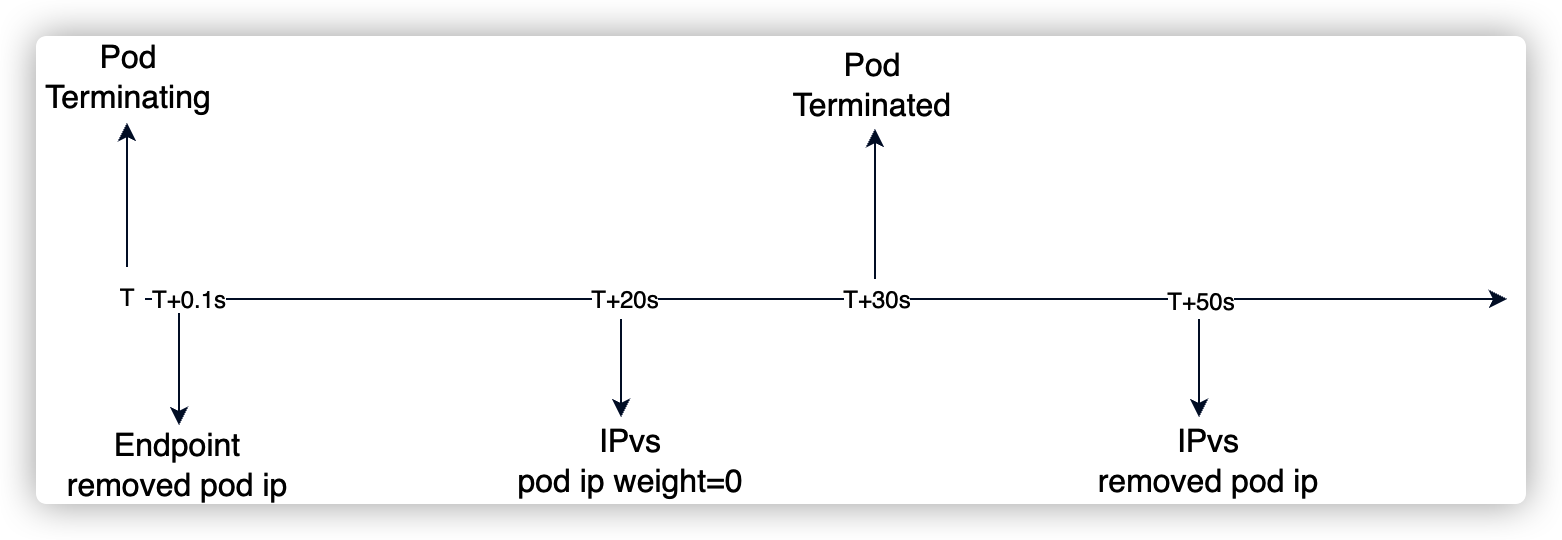 Pod
Terminating
Pod
Terminated
T
T+0.1s
T+20s
T+30s
T+50s
Endpoint
removed pod ip
IPvs
pod ip weight=0
IPvs
removed pod ip